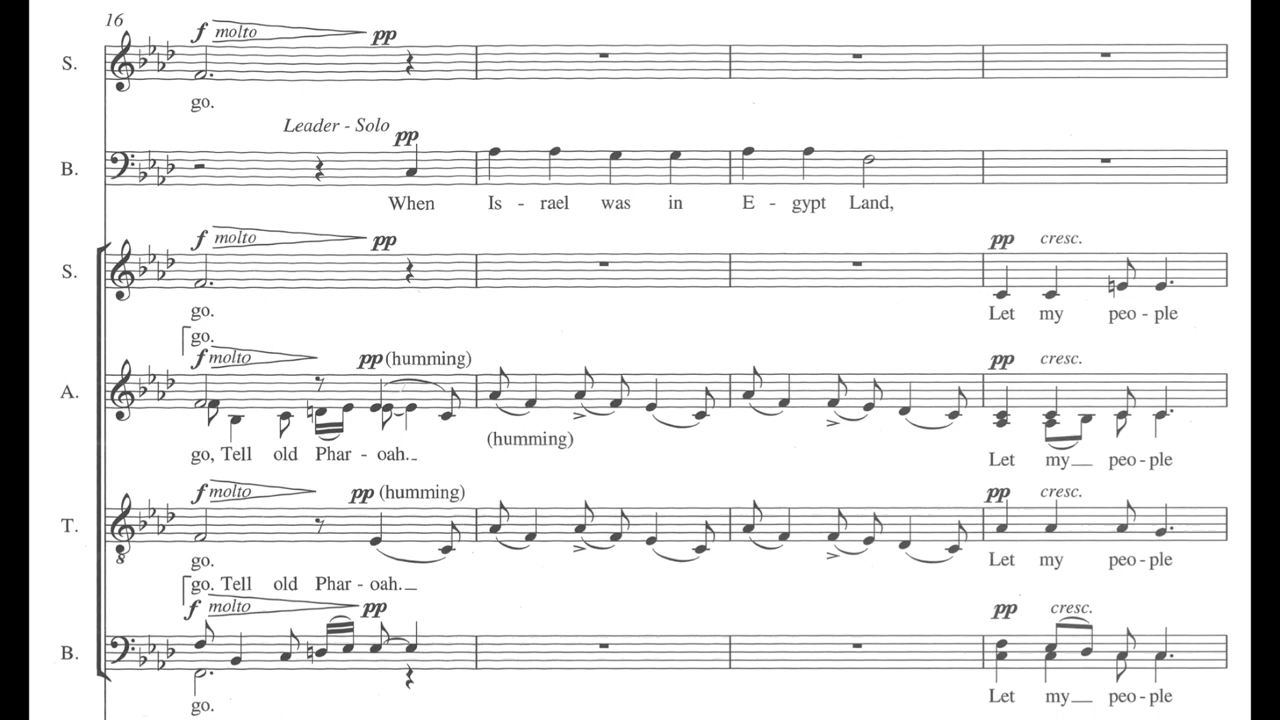 16
f molto pp
S.
go.
Leader - Solo
pp
B.
When Is - rael was in E - gypt Land,
f molto pp pp cresc.
S.
go. Let my peo - ple
go.
f molto pp (humming) pp cresc.
A.
(humming)
go, Tell old Phar - oah. Let my peo - ple
f molto pp (humming) pp cresc.
T.
8
go. Let my peo - ple
go. Tell old Phar - oah.
f molto pp pp cresc.
B.
go. Let my peo - ple